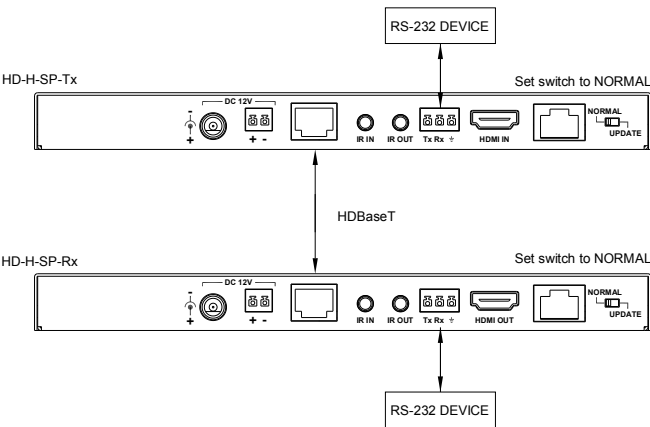 RS-232 DEVICE
HD-H-SP-Tx
Set switch to NORMAL
DC 12V
NORMAL
UPDATE
- + + -
IR IN IR OUT Tx Rx HDMI IN
HDBaseT
HD-H-SP-Rx
Set switch to NORMAL
DC 12V
NORMAL
UPDATE
- + + -
IR IN IR OUT Tx Rx HDMI OUT
RS-232 DEVICE